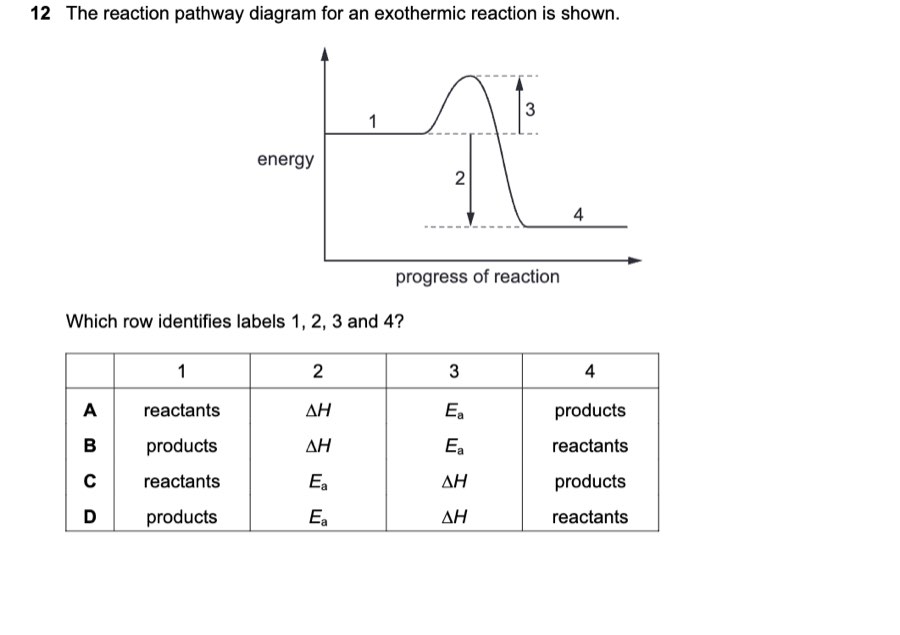 12 The reaction pathway diagram for an exothermic reaction is shown.
1
3
energy
2
4
progress of reaction
Which row identifies labels 1, 2, 3 and 4?
1 2 3 4
A reactants ΔH Eₐ products
B products ΔH Eₐ reactants
C reactants Eₐ ΔH products
D products Eₐ ΔH reactants